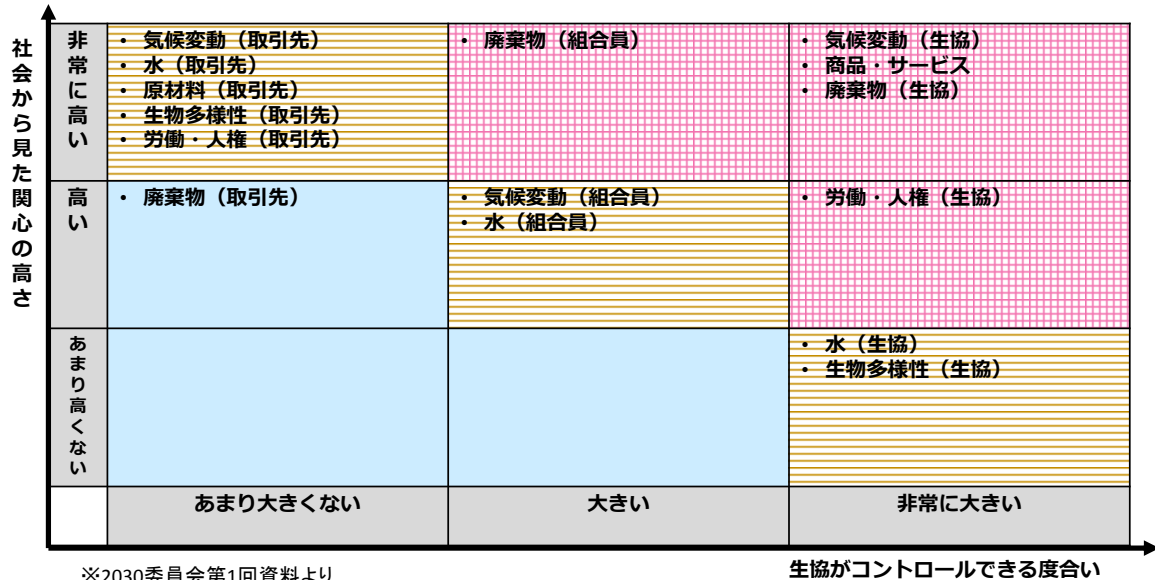 社会から見た関心の高さ
非常に高い
・ 気候変動（取引先）
・ 水（取引先）
・ 原材料（取引先）
・ 生物多様性（取引先）
・ 労働・人権（取引先）
・ 廃棄物（組合員）
・ 気候変動（生協）
・ 商品・サービス
・ 廃棄物（生協）
高い
・ 廃棄物（取引先）
・ 気候変動（組合員）
・ 水（組合員）
・ 労働・人権（生協）
あまり高くない
・ 水（生協）
・ 生物多様性（生協）
あまり大きくない
大きい
非常に大きい
生協がコントロールできる度合い
※2030委員会第1回資料より